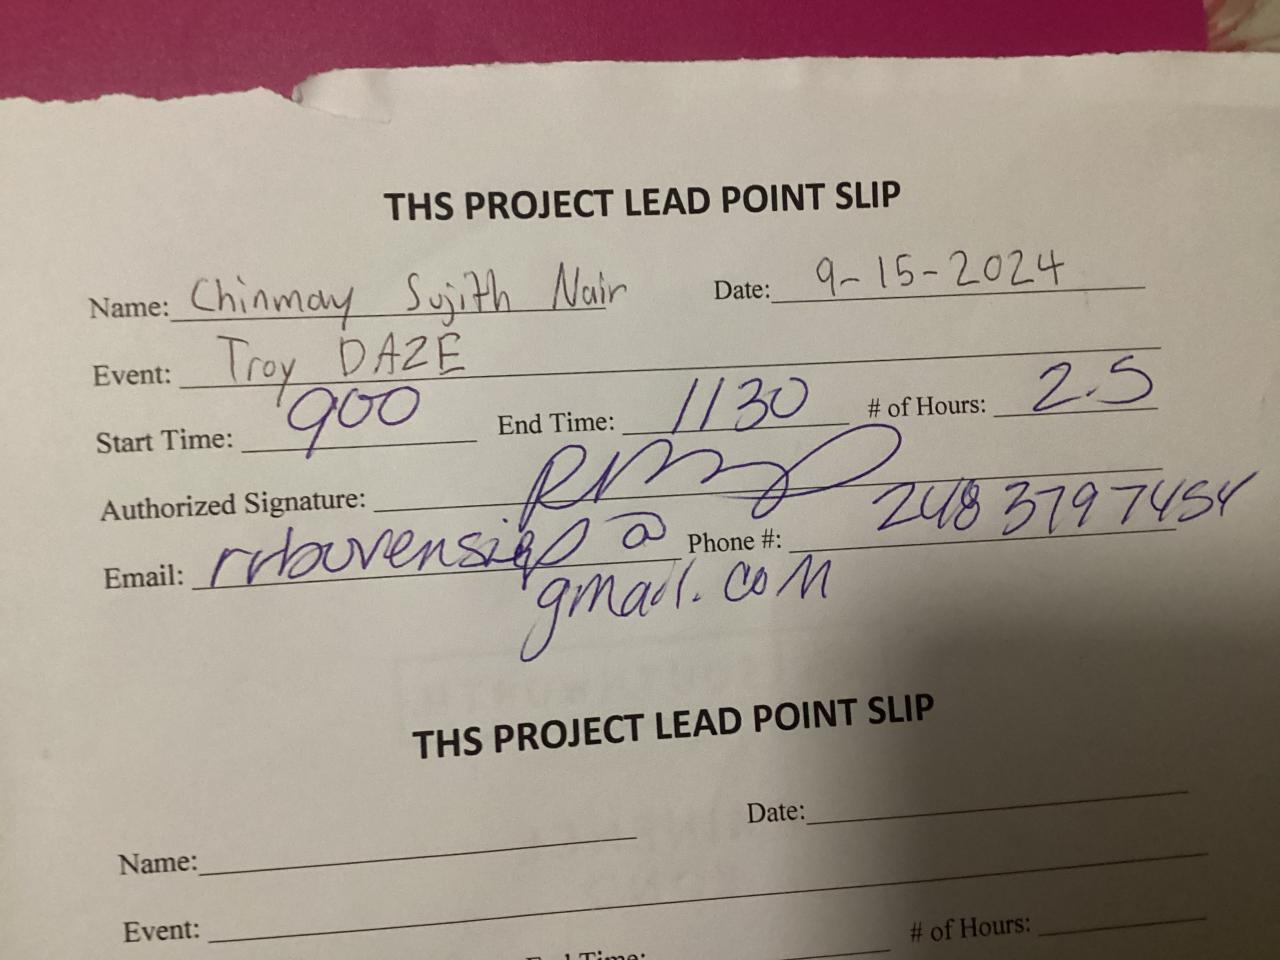 THS PROJECT LEAD POINT SLIP
Name: Chinmay Sujith Nair Date: 9-15-2024
Event: Troy DAZE
Start Time: 900 End Time: 1130 # of Hours: 2.5
Authorized Signature:
Email: @ Phone #: 248 379 7454
gmail.com
THS PROJECT LEAD POINT SLIP
Name: Date:
Event:
End Time: # of Hours: